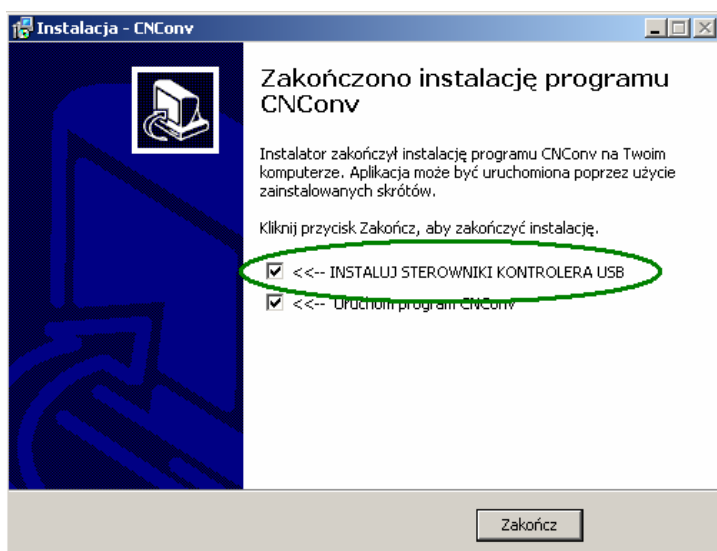 Instalacja - CNConv
Zakończono instalację programu
CNConv
Instalator zakończył instalację programu CNConv na Twoim
komputerze. Aplikacja może być uruchomiona poprzez użycie
zainstalowanych skrótów.
Kliknij przycisk Zakończ, aby zakończyć instalację.
<<-- INSTALUJ STEROWNIKI KONTROLERA USB
<<-- Uruchom program CNConv
Zakończ